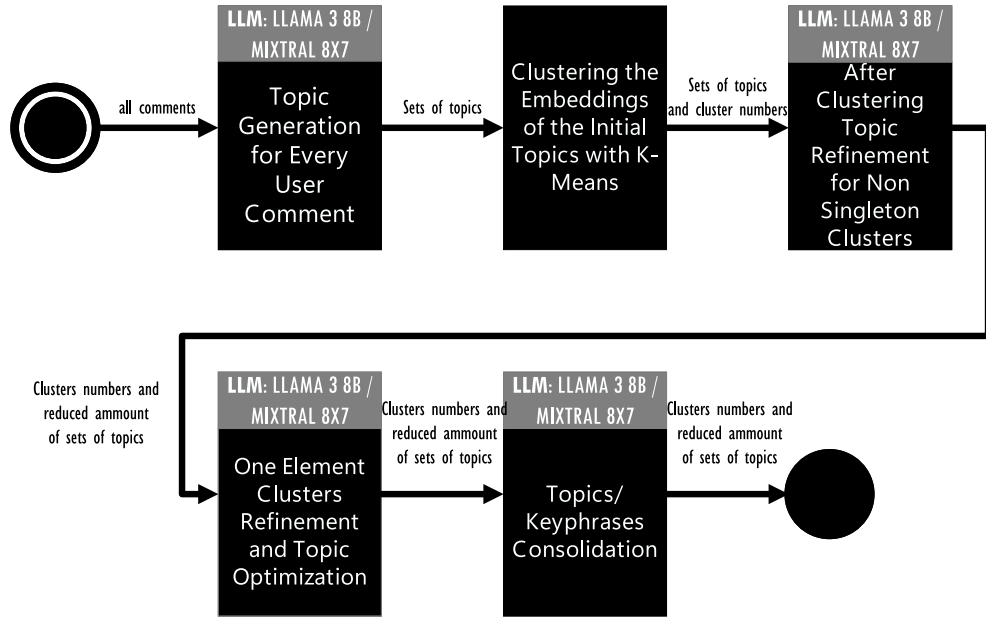 LLM: LLAMA 3 8B /
MIXTRAL 8X7
Topic
Generation
for Every
User
Comment
all comments
Sets of topics
Clustering the
Embeddings
of the Initial
Topics with K-
Means
Sets of topics
and cluster numbers
LLM: LLAMA 3 8B /
MIXTRAL 8X7
After
Clustering
Topic
Refinement
for Non
Singleton
Clusters
Clusters numbers and
reduced ammount
of sets of topics
LLM: LLAMA 3 8B /
MIXTRAL 8X7
One Element
Clusters
Refinement
and Topic
Optimization
Clusters numbers and
reduced ammount
of sets of topics
LLM: LLAMA 3 8B /
MIXTRAL 8X7
Topics/
Keyphrases
Consolidation
Clusters numbers and
reduced ammount
of sets of topics